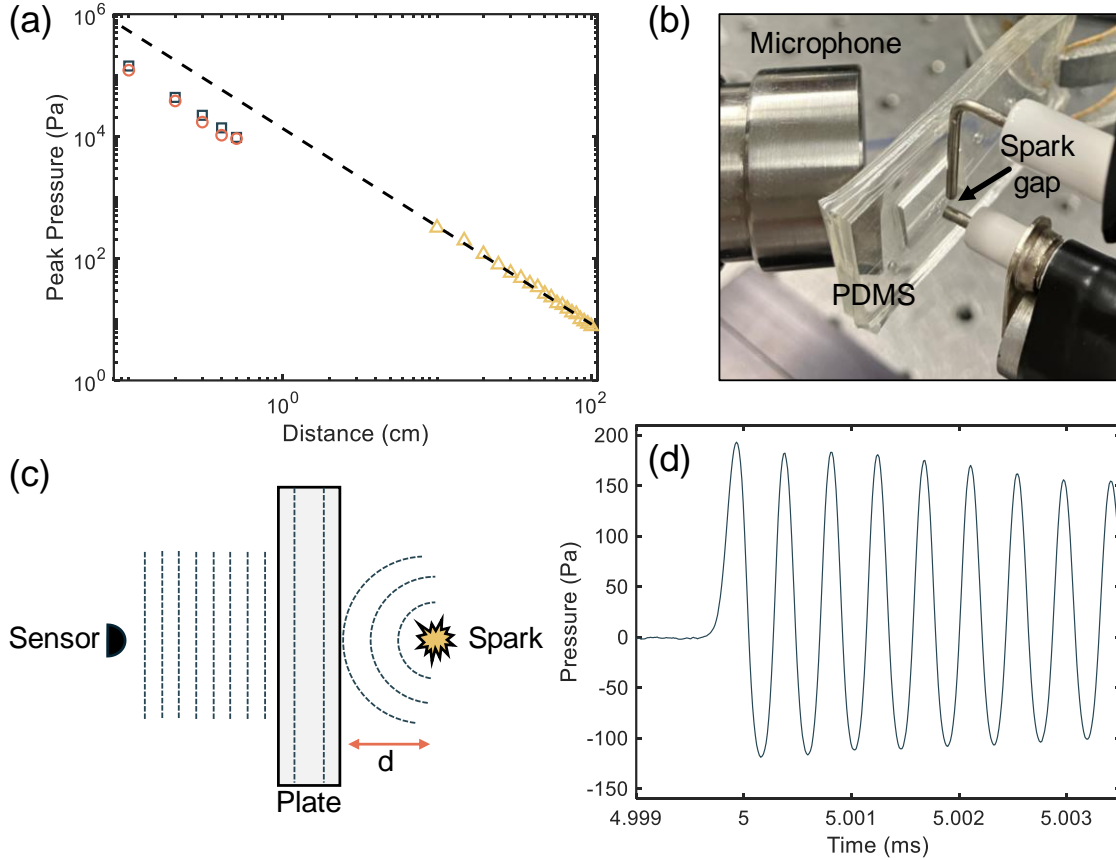 (a)
10^6
10^4
10^2
10^0
Peak Pressure (Pa)
10^0
10^2
Distance (cm)
(b)
Microphone
Spark
gap
PDMS
(c)
Sensor
Spark
d
Plate
(d)
200
150
100
50
0
-50
-100
-150
Pressure (Pa)
4.999
5
5.001
5.002
5.003
Time (ms)